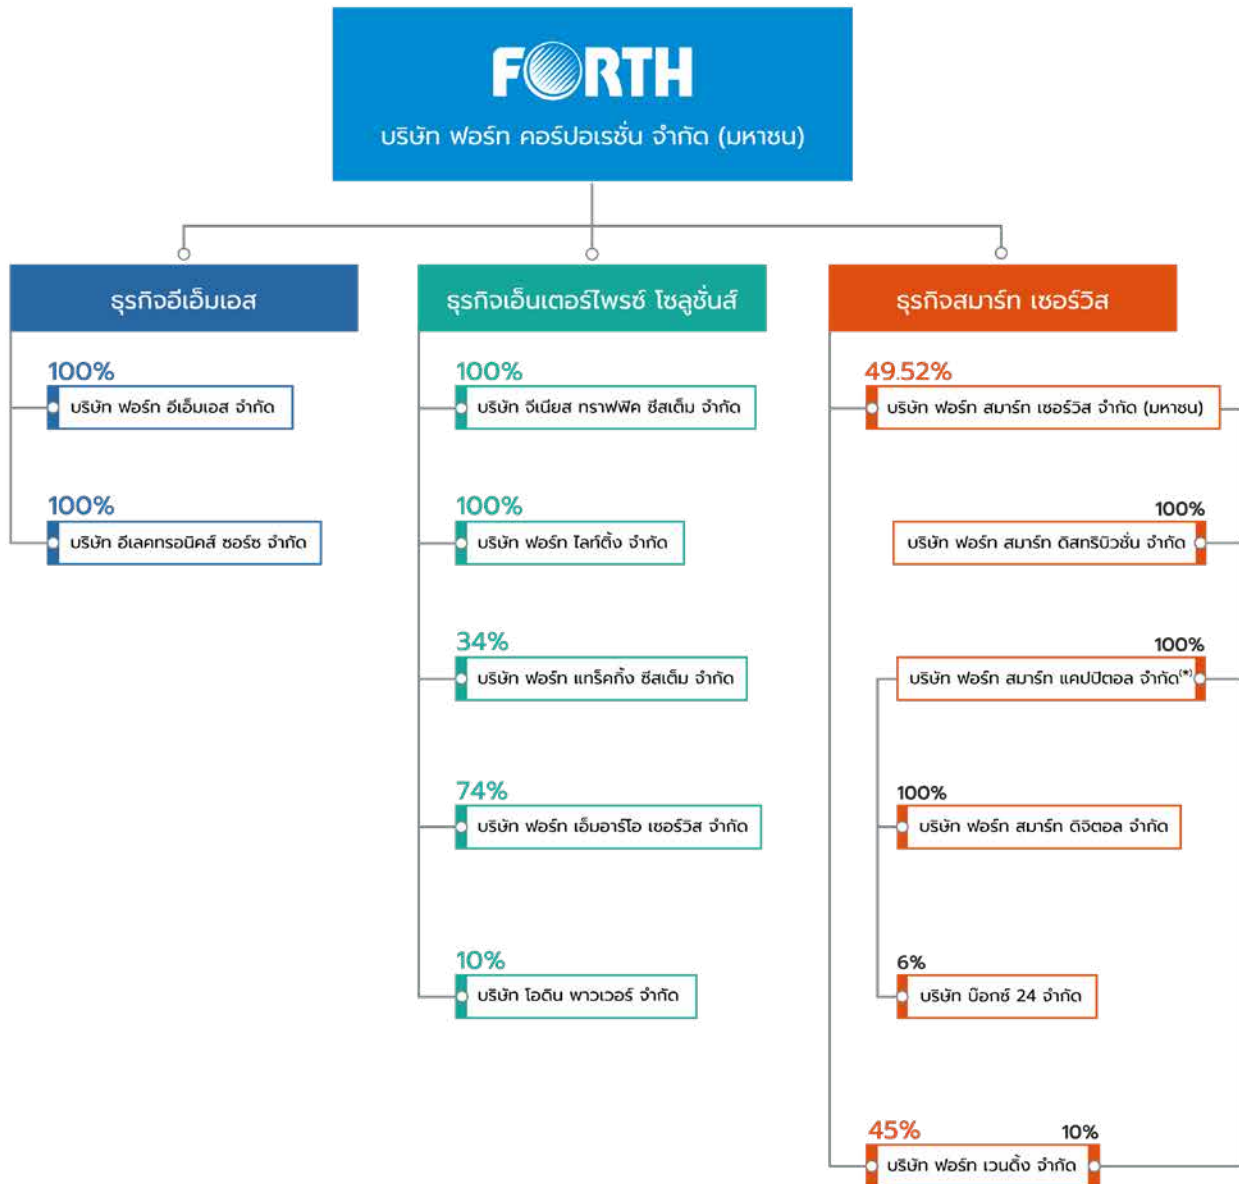 FORTH
บริษัท ฟอร์ท คอร์ปอเรชั่น จำกัด (มหาชน)
ธุรกิจอีเอ็มเอส
100%
บริษัท ฟอร์ท อีเอ็มเอส จำกัด
100%
บริษัท อีเลคทรอนิคส์ ซอร์ซ จำกัด
ธุรกิจเอ็นเตอร์ไพรซ์ โซลูชั่นส์
100%
บริษัท จีเนียส ทราฟฟิค ซีสเต็ม จำกัด
100%
บริษัท ฟอร์ท ไลท์ติ้ง จำกัด
34%
บริษัท ฟอร์ท แทร็คกิ้ง ซีสเต็ม จำกัด
74%
บริษัท ฟอร์ท เอ็มอาร์โอ เซอร์วิส จำกัด
10%
บริษัท โอดิน พาวเวอร์ จำกัด
ธุรกิจสมาร์ท เซอร์วิส
49.52%
บริษัท ฟอร์ท สมาร์ท เซอร์วิส จำกัด (มหาชน)
100%
บริษัท ฟอร์ท สมาร์ท ดิสทริบิวชั่น จำกัด
100%
บริษัท ฟอร์ท สมาร์ท แคปปิตอล จำกัด(*)
100%
บริษัท ฟอร์ท สมาร์ท ดิจิตอล จำกัด
6%
บริษัท บ๊อกซ์ 24 จำกัด
45% 10%
บริษัท ฟอร์ท เวนดิ้ง จำกัด